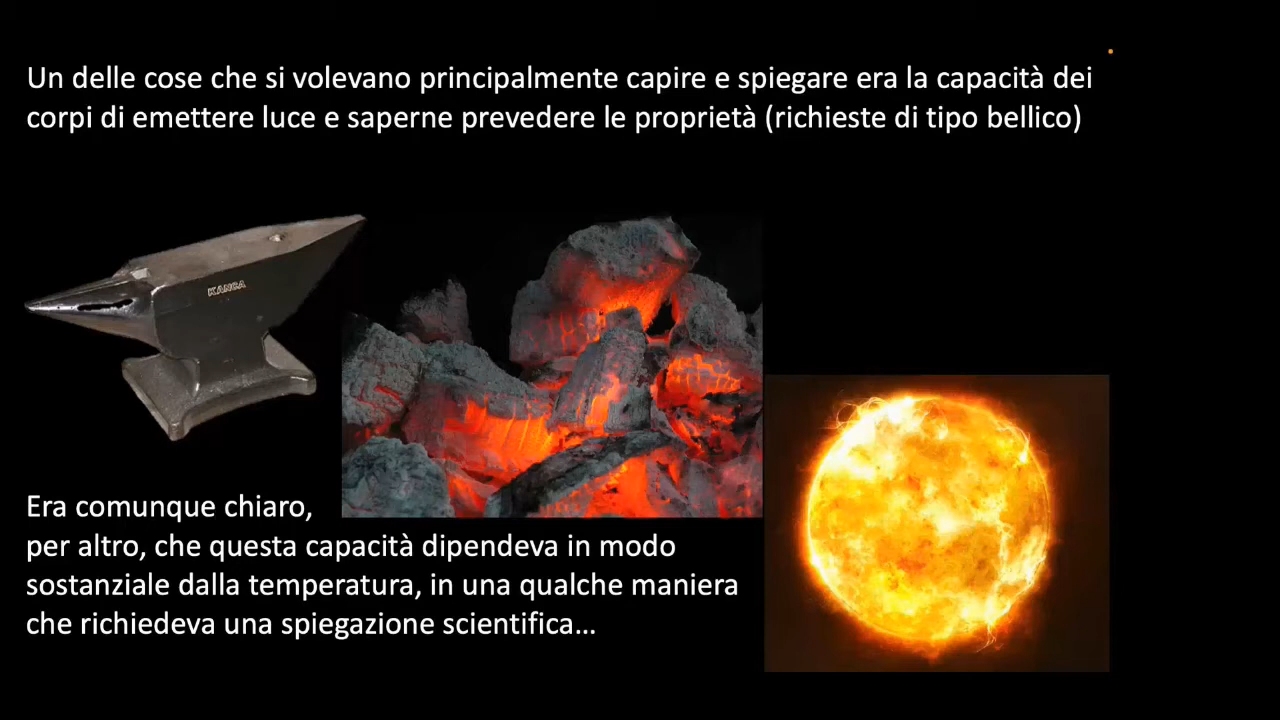 Un delle cose che si volevano principalmente capire e spiegare era la capacità dei
corpi di emettere luce e saperne prevedere le proprietà (richieste di tipo bellico)
KANCA
Era comunque chiaro,
per altro, che questa capacità dipendeva in modo
sostanziale dalla temperatura, in una qualche maniera
che richiedeva una spiegazione scientifica...